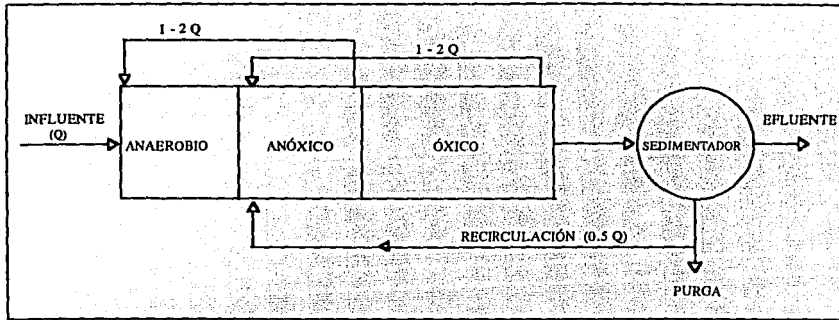 1 - 2 Q
1 - 2 Q
INFLUENTE
(Q)
ANAEROBIO
ANÓXICO
ÓXICO
SEDIMENTADOR
EFLUENTE
RECIRCULACIÓN (0.5 Q)
PURGA